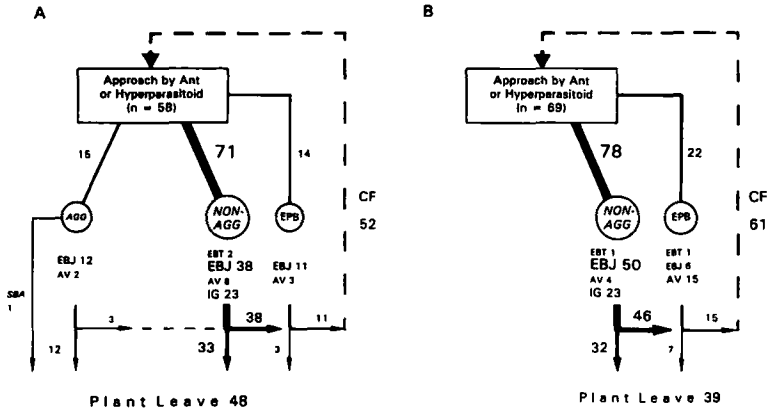 A
Approach by Ant
or Hyperparasitoid
(n = 58)
15
71
14
CF
52
AGG
NON-
AGG
EPB
EBJ 12
AV 2
EBT 2
EBJ 38
AV 8
IG 23
EBJ 11
AV 3
SBA
1
3
38
11
12
33
3
Plant Leave 48
B
Approach by Ant
or Hyperparasitoid
(n = 69)
78
22
CF
61
NON-
AGG
EPB
EBT 1
EBJ 50
AV 4
IG 23
EBT 1
EBJ 6
AV 15
46
15
32
7
Plant Leave 39